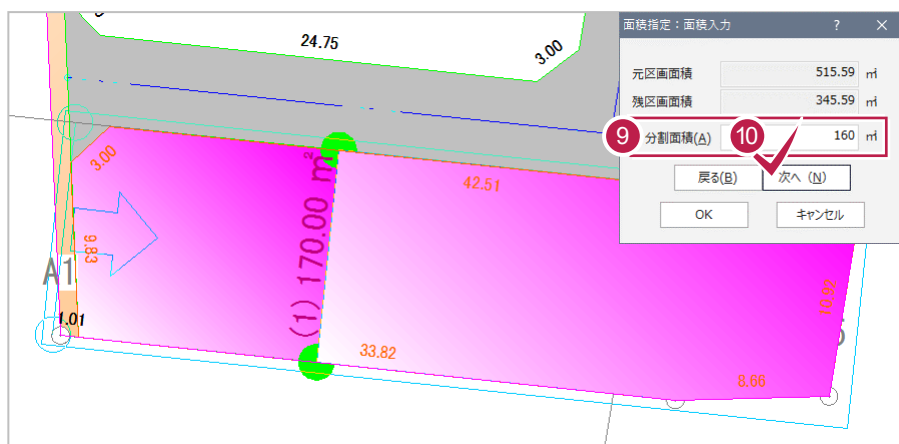 24.75
3.00
3.00
9.83
A1
1.01
(1) 170.00 m²
42.51
33.82
10.92
8.66
面積指定：面積入力 ? ×
元区画面積 515.59 ㎡
残区画面積 345.59 ㎡
9 分割面積(A) 10 160 ㎡
戻る(B) 次へ (N)
OK キャンセル